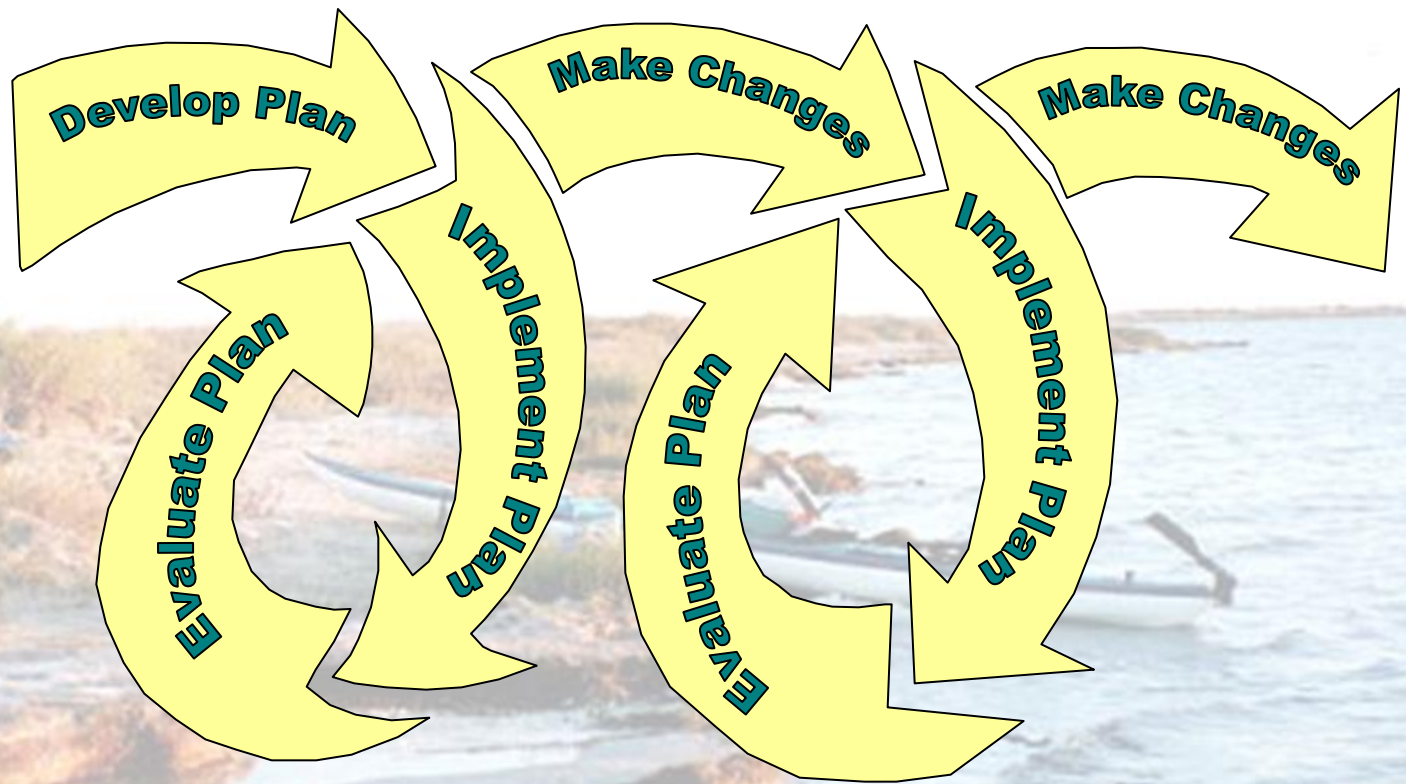 Develop Plan
Implement Plan
Evaluate Plan
Make Changes
Implement Plan
Evaluate Plan
Make Changes